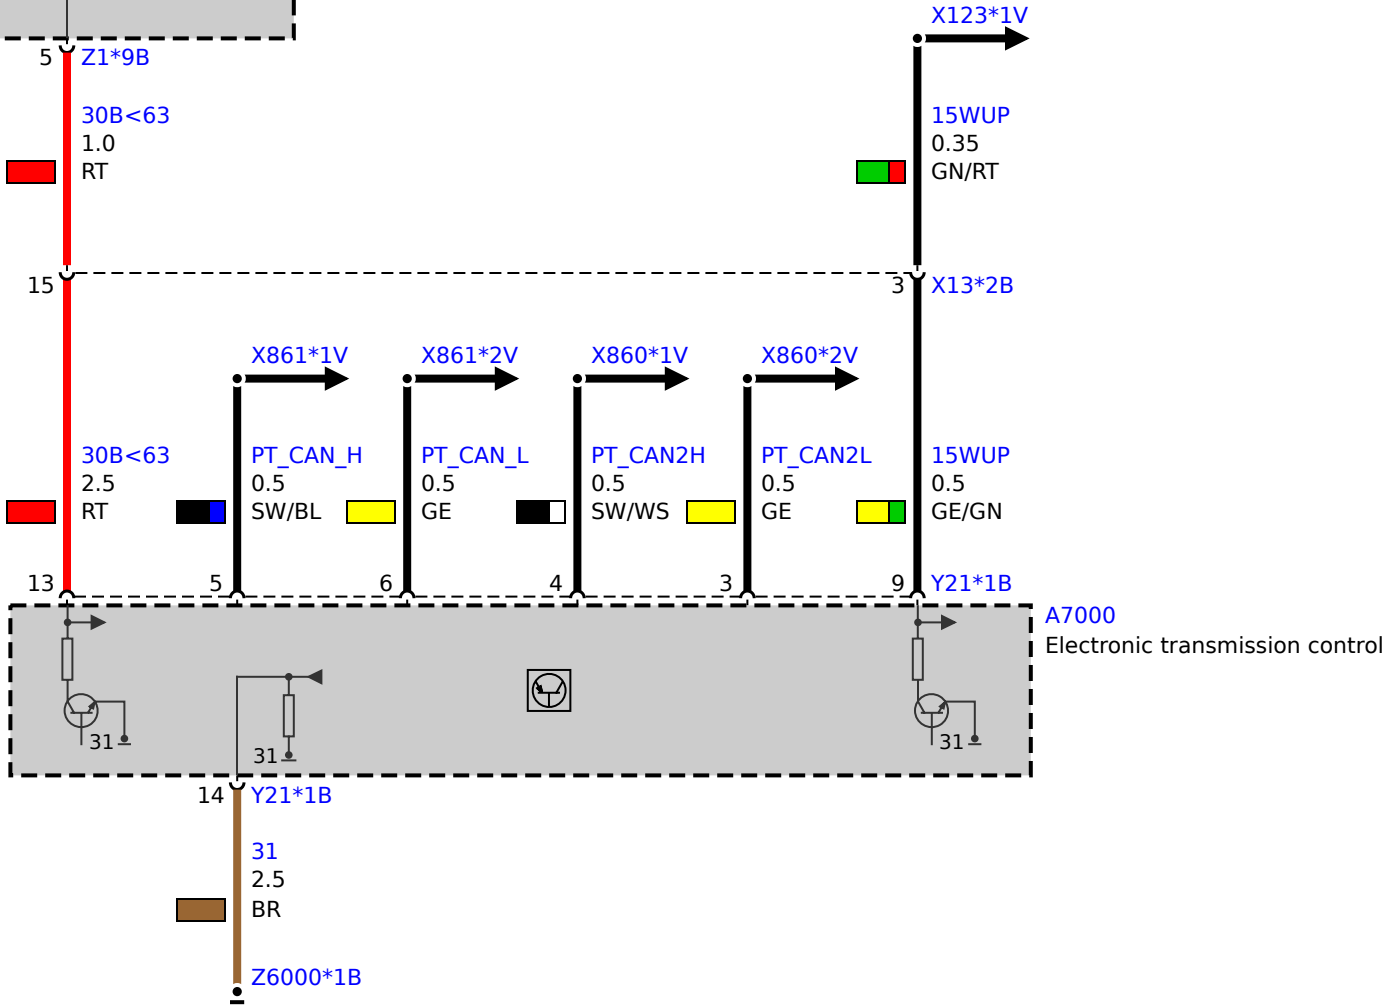 X123*1V
5 Z1*9B
30B<63
1.0
RT
15WUP
0.35
GN/RT
15
3 X13*2B
X861*1V X861*2V X860*1V X860*2V
30B<63 PT_CAN_H PT_CAN_L PT_CAN2H PT_CAN2L 15WUP
2.5 0.5 0.5 0.5 0.5 0.5
RT SW/BL GE SW/WS GE GE/GN
13 5 6 4 3 9 Y21*1B
A7000
Electronic transmission control
31 31 31
14 Y21*1B
31
2.5
BR
Z6000*1B